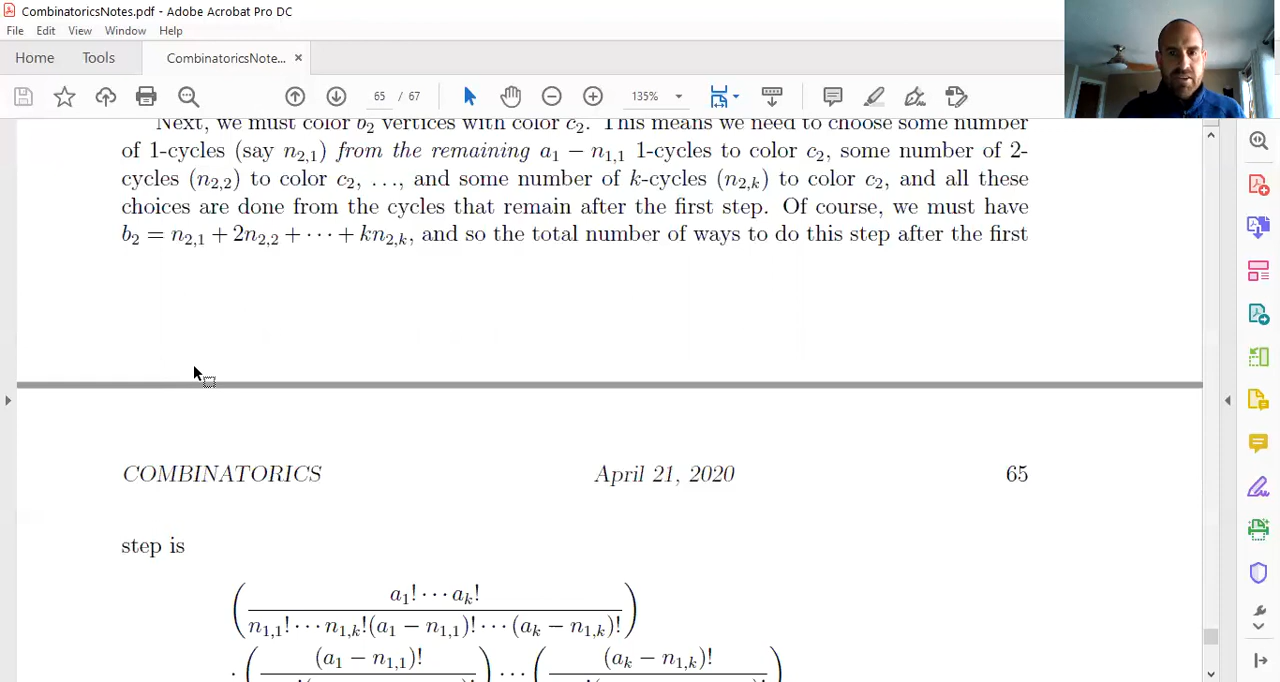 CombinatoricsNotes.pdf - Adobe Acrobat Pro DC
File Edit View Window Help
Home Tools CombinatoricsNote... ×
65 / 67 135%
Next, we must color b₂ vertices with color c₂. This means we need to choose some number
of 1-cycles (say n₂,₁) from the remaining a₁ − n₁,₁ 1-cycles to color c₂, some number of 2-
cycles (n₂,₂) to color c₂, ..., and some number of k-cycles (n₂,ₖ) to color c₂, and all these
choices are done from the cycles that remain after the first step. Of course, we must have
b₂ = n₂,₁ + 2n₂,₂ + ⋯ + kn₂,ₖ, and so the total number of ways to do this step after the first
COMBINATORICS April 21, 2020 65
step is
( a₁! ⋯ aₖ!
n₁,₁! ⋯ n₁,ₖ!(a₁ − n₁,₁)! ⋯ (aₖ − n₁,ₖ)! )
· ( (a₁ − n₁,₁)! ) ⋯ ( (aₖ − n₁,ₖ)! )